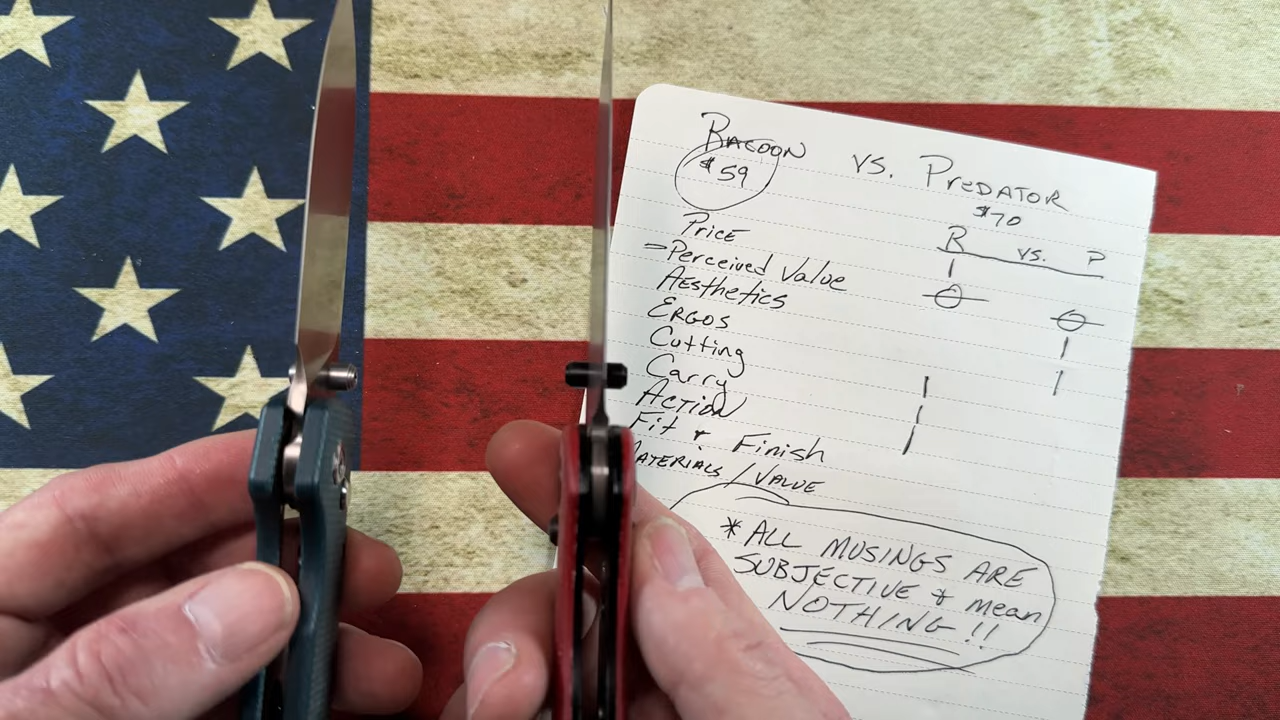 RACOON VS. PREDATOR
$59 $70
R VS. P
Price
Perceived Value
AESthetics
ERGOS
Cutting
Carry
ACTION
Fit & Finish
MATERIALS / VALUE
* ALL MUSINGS ARE
SUBJECTIVE & mean
NOTHING !!